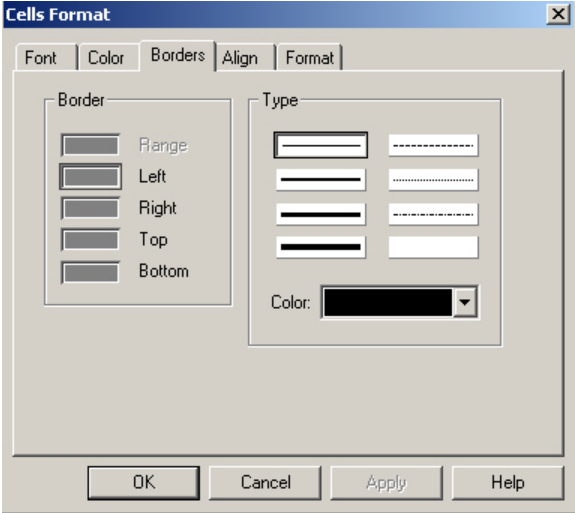 Cells Format
Font Color Borders Align Format
Border
Range
Left
Right
Top
Bottom
Type
Color:
OK Cancel Apply Help